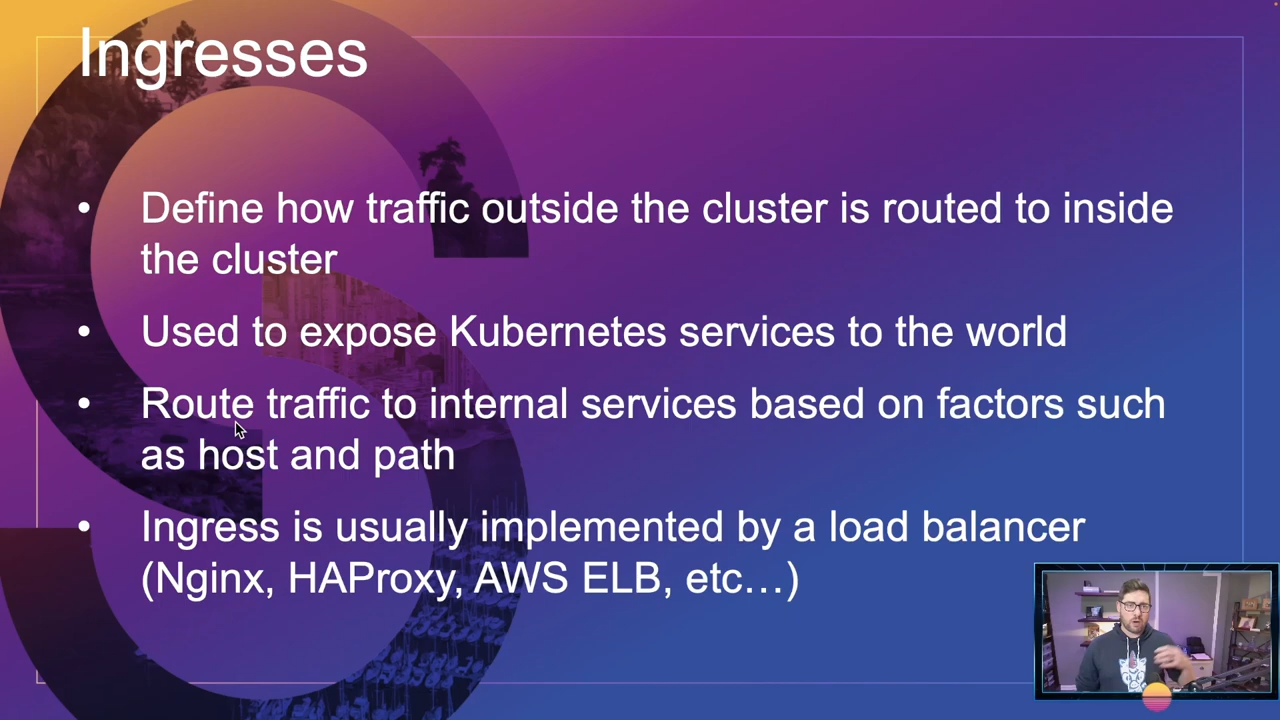 Ingresses
• Define how traffic outside the cluster is routed to inside
the cluster
• Used to expose Kubernetes services to the world
• Route traffic to internal services based on factors such
as host and path
• Ingress is usually implemented by a load balancer
(Nginx, HAProxy, AWS ELB, etc...)